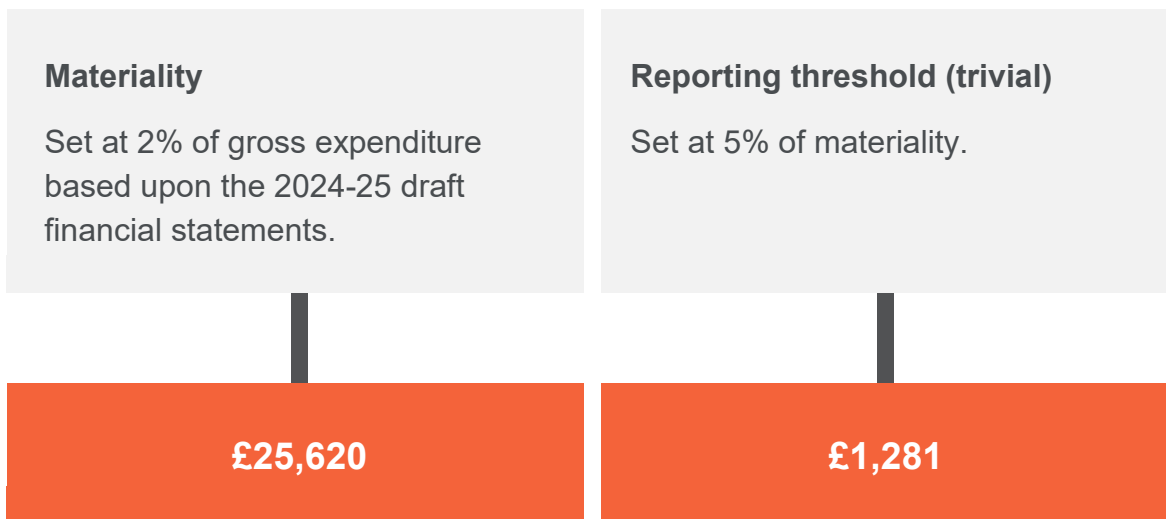 Materiality
Set at 2% of gross expenditure
based upon the 2024-25 draft
financial statements.
£25,620
Reporting threshold (trivial)
Set at 5% of materiality.
£1,281